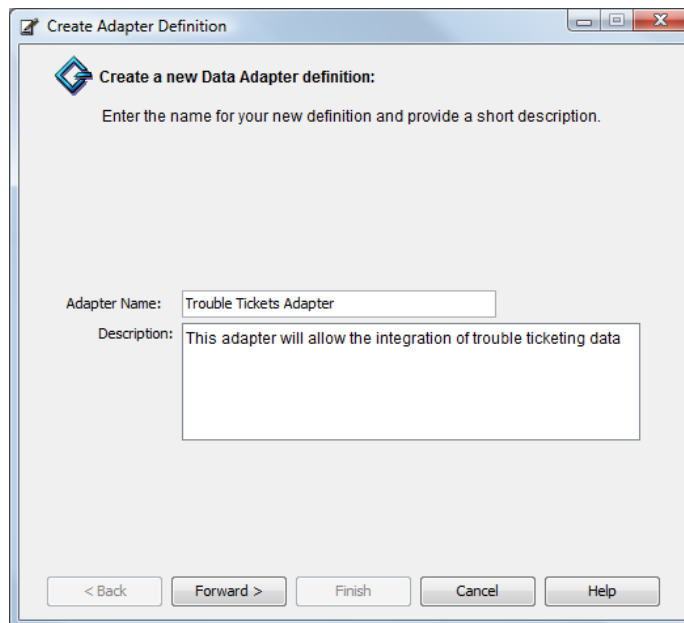 Create Adapter Definition
Create a new Data Adapter definition:
Enter the name for your new definition and provide a short description.
Adapter Name: Trouble Tickets Adapter
Description: This adapter will allow the integration of trouble ticketing data
< Back Forward > Finish Cancel Help